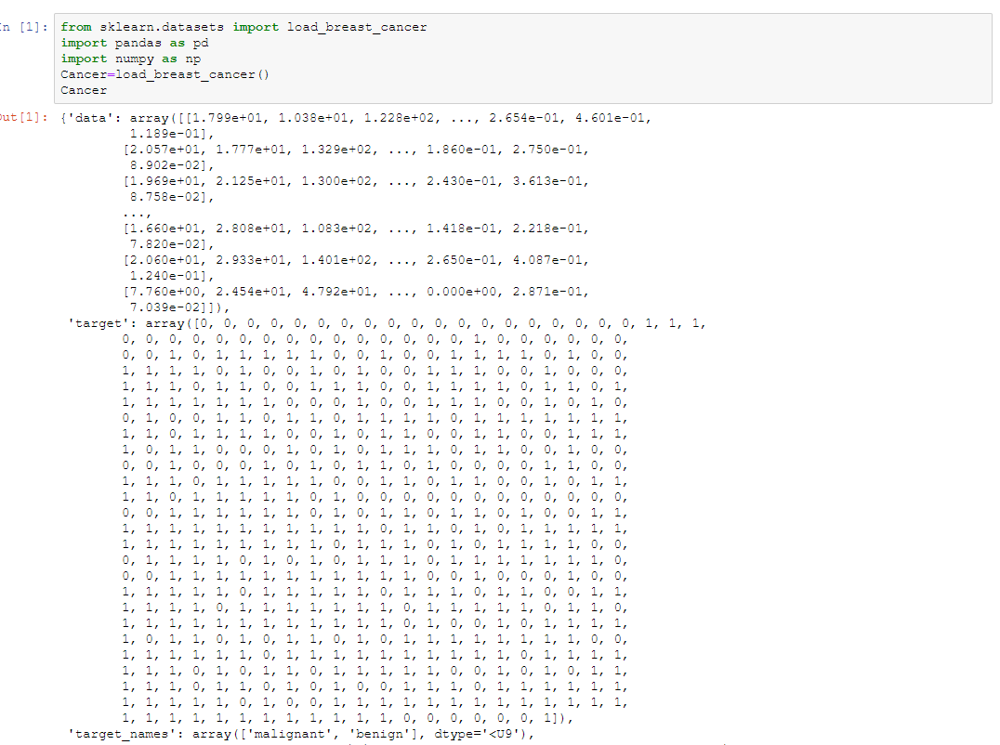 In [1]: from sklearn.datasets import load_breast_cancer
import pandas as pd
import numpy as np
Cancer=load_breast_cancer()
Cancer
Out[1]: {'data': array([[1.799e+01, 1.038e+01, 1.228e+02, ..., 2.654e-01, 4.601e-01,
1.189e-01],
[2.057e+01, 1.777e+01, 1.329e+02, ..., 1.860e-01, 2.750e-01,
8.902e-02],
[1.969e+01, 2.125e+01, 1.300e+02, ..., 2.430e-01, 3.613e-01,
8.758e-02],
...,
[1.660e+01, 2.808e+01, 1.083e+02, ..., 1.418e-01, 2.218e-01,
7.820e-02],
[2.060e+01, 2.933e+01, 1.401e+02, ..., 2.650e-01, 4.087e-01,
1.240e-01],
[7.760e+00, 2.454e+01, 4.792e+01, ..., 0.000e+00, 2.871e-01,
7.039e-02]]),
'target': array([0, 0, 0, 0, 0, 0, 0, 0, 0, 0, 0, 0, 0, 0, 0, 0, 0, 0, 0, 1, 1, 1,
0, 0, 0, 0, 0, 0, 0, 0, 0, 0, 0, 0, 0, 0, 0, 1, 0, 0, 0, 0, 0, 0,
0, 0, 1, 0, 1, 1, 1, 1, 1, 0, 0, 1, 0, 0, 1, 1, 1, 1, 0, 1, 0, 0,
1, 1, 1, 1, 0, 1, 0, 0, 1, 0, 1, 0, 0, 1, 1, 1, 0, 0, 1, 0, 0, 0,
1, 1, 1, 0, 1, 1, 0, 0, 1, 1, 1, 0, 0, 1, 1, 1, 1, 0, 1, 1, 0, 1,
1, 1, 1, 1, 1, 1, 1, 0, 0, 0, 1, 0, 0, 1, 1, 1, 0, 0, 1, 0, 1, 0,
0, 1, 0, 0, 1, 1, 0, 1, 1, 0, 1, 1, 1, 1, 0, 1, 1, 1, 1, 1, 1, 1,
1, 1, 0, 1, 1, 1, 1, 0, 0, 1, 0, 1, 1, 0, 0, 1, 1, 0, 0, 1, 1, 1,
1, 0, 1, 1, 0, 0, 0, 1, 0, 1, 0, 1, 1, 1, 0, 1, 1, 0, 0, 1, 0, 0,
0, 0, 1, 0, 0, 0, 1, 0, 1, 0, 1, 1, 0, 1, 0, 0, 0, 0, 1, 1, 0, 0,
1, 1, 1, 0, 1, 1, 1, 1, 1, 0, 0, 1, 1, 0, 1, 1, 0, 0, 1, 0, 1, 1,
1, 1, 0, 1, 1, 1, 1, 1, 0, 1, 0, 0, 0, 0, 0, 0, 0, 0, 0, 0, 0, 0,
0, 0, 1, 1, 1, 1, 1, 1, 0, 1, 0, 1, 1, 0, 1, 1, 0, 1, 0, 0, 1, 1,
1, 1, 1, 1, 1, 1, 1, 1, 1, 1, 1, 0, 1, 1, 0, 1, 0, 1, 1, 1, 1, 1,
1, 1, 1, 1, 1, 1, 1, 1, 1, 0, 1, 1, 1, 0, 1, 0, 1, 1, 1, 1, 0, 0,
0, 1, 1, 1, 1, 0, 1, 0, 1, 0, 1, 1, 1, 0, 1, 1, 1, 1, 1, 1, 1, 0,
0, 0, 1, 1, 1, 1, 1, 1, 1, 1, 1, 1, 1, 0, 0, 1, 0, 0, 0, 1, 0, 0,
1, 1, 1, 1, 1, 0, 1, 1, 1, 1, 1, 0, 1, 1, 1, 0, 1, 1, 0, 0, 1, 1,
1, 1, 1, 1, 0, 1, 1, 1, 1, 1, 1, 1, 0, 1, 1, 1, 1, 1, 0, 1, 1, 0,
1, 1, 1, 1, 1, 1, 1, 1, 1, 1, 1, 1, 0, 1, 0, 0, 1, 0, 1, 1, 1, 1,
1, 0, 1, 1, 0, 1, 0, 1, 1, 0, 1, 0, 1, 1, 1, 1, 1, 1, 1, 1, 0, 0,
1, 1, 1, 1, 1, 1, 0, 1, 1, 1, 1, 1, 1, 1, 1, 1, 1, 0, 1, 1, 1, 1,
1, 1, 1, 0, 1, 0, 1, 1, 0, 1, 1, 1, 1, 1, 0, 0, 1, 0, 1, 0, 1, 1,
1, 1, 1, 0, 1, 1, 0, 1, 0, 1, 0, 0, 1, 1, 1, 0, 1, 1, 1, 1, 1, 1,
1, 1, 1, 1, 1, 0, 1, 0, 0, 1, 1, 1, 1, 1, 1, 1, 1, 1, 1, 1, 1, 1,
1, 1, 1, 1, 1, 1, 1, 1, 1, 1, 1, 1, 0, 0, 0, 0, 0, 0, 1]),
'target_names': array(['malignant', 'benign'], dtype='<U9'),